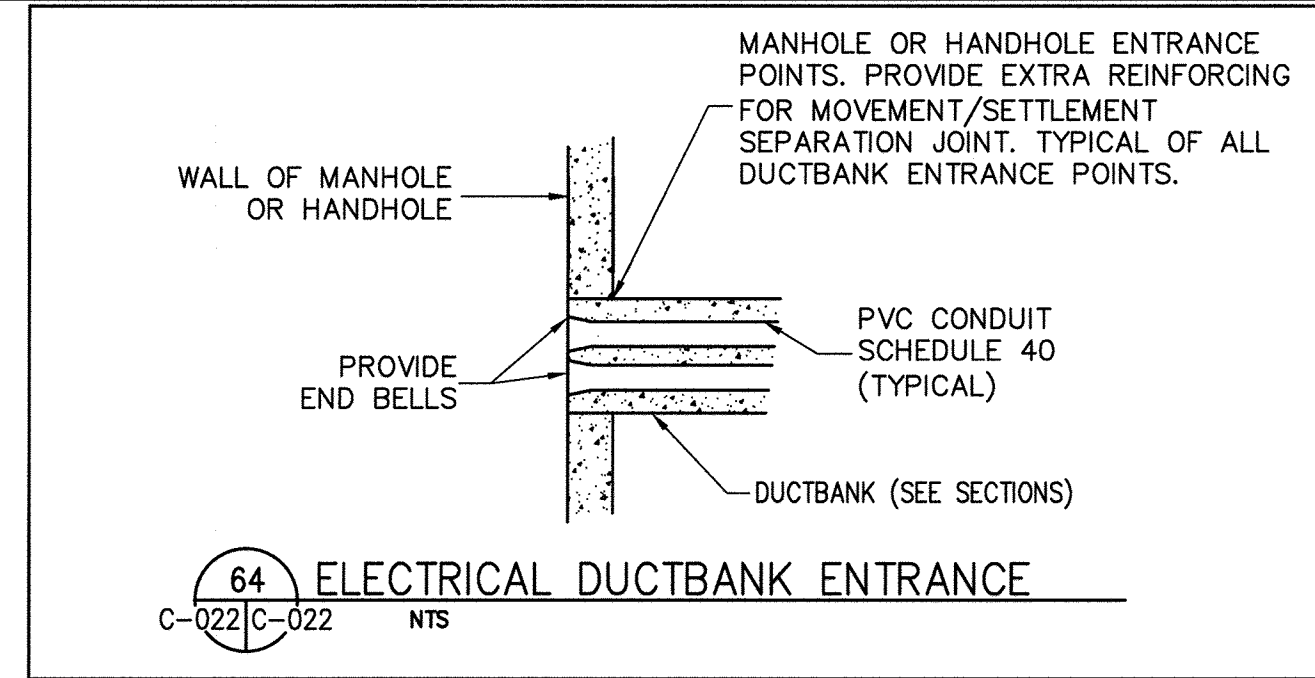 MANHOLE OR HANDHOLE ENTRANCE
POINTS. PROVIDE EXTRA REINFORCING
FOR MOVEMENT/SETTLEMENT
SEPARATION JOINT. TYPICAL OF ALL
DUCTBANK ENTRANCE POINTS.
WALL OF MANHOLE
OR HANDHOLE
PVC CONDUIT
SCHEDULE 40
(TYPICAL)
PROVIDE
END BELLS
DUCTBANK (SEE SECTIONS)
64 ELECTRICAL DUCTBANK ENTRANCE
C-022 C-022 NTS